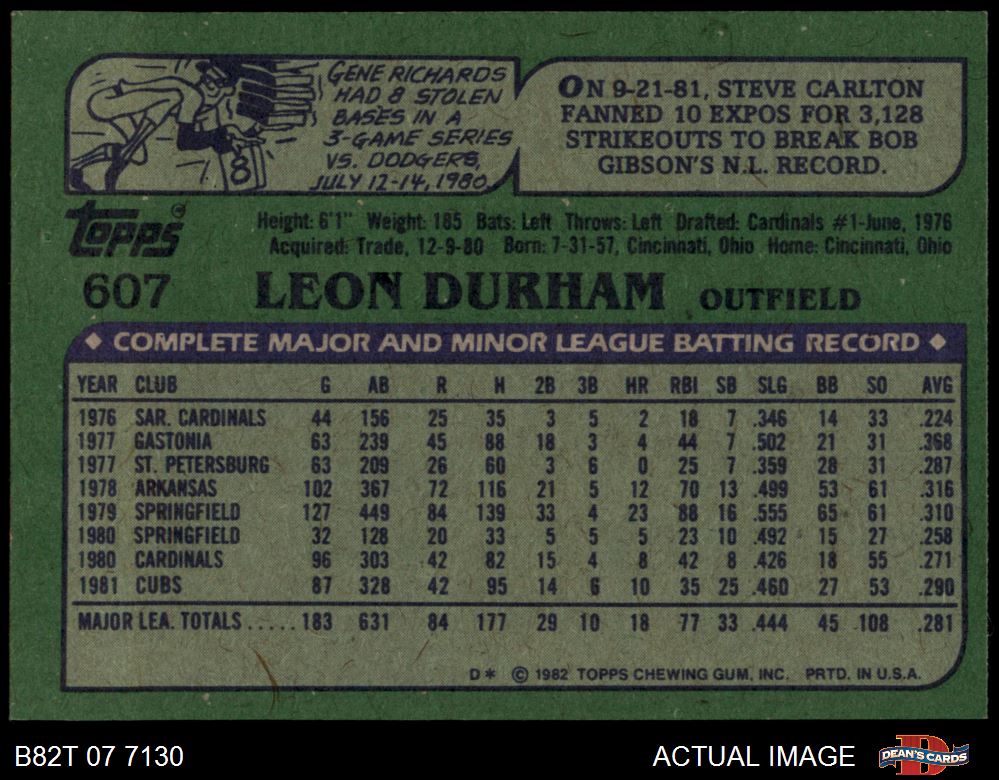 GENE RICHARDS
HAD 8 STOLEN
BASES IN A
3-GAME SERIES
VS. DODGERS,
JULY 12-14, 1980.
8
ON 9-21-81, STEVE CARLTON
FANNED 10 EXPOS FOR 3,128
STRIKEOUTS TO BREAK BOB
GIBSON'S N.L. RECORD.
Topps®
Height: 6'1" Weight: 185 Bats: Left Throws: Left Drafted: Cardinals #1-June, 1976
Acquired: Trade, 12-9-80 Born: 7-31-57, Cincinnati, Ohio Home: Cincinnati, Ohio
607 LEON DURHAM OUTFIELD
◆ COMPLETE MAJOR AND MINOR LEAGUE BATTING RECORD ◆
YEAR CLUB G AB R H 2B 3B HR RBI SB SLG BB SO AVG
1976 SAR. CARDINALS 44 156 25 35 3 5 2 18 7 .346 14 33 .224
1977 GASTONIA 63 239 45 88 18 3 4 44 7 .502 21 31 .368
1977 ST. PETERSBURG 63 209 26 60 3 6 0 25 7 .359 28 31 .287
1978 ARKANSAS 102 367 72 116 21 5 12 70 13 .499 53 61 .316
1979 SPRINGFIELD 127 449 84 139 33 4 23 88 16 .555 65 61 .310
1980 SPRINGFIELD 32 128 20 33 5 5 5 23 10 .492 15 27 .258
1980 CARDINALS 96 303 42 82 15 4 8 42 8 .426 18 55 .271
1981 CUBS 87 328 42 95 14 6 10 35 25 .460 27 53 .290
MAJOR LEA. TOTALS ..... 183 631 84 177 29 10 18 77 33 .444 45 108 .281
D* © 1982 TOPPS CHEWING GUM, INC. PRTD. IN U.S.A.
B82T 07 7130 ACTUAL IMAGE DEAN'S CARDS